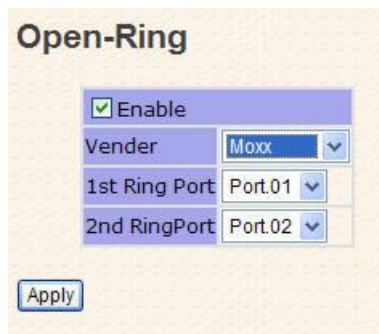 Open-Ring
Enable
Vender Moxx
1st Ring Port Port.01
2nd RingPort Port.02
Apply